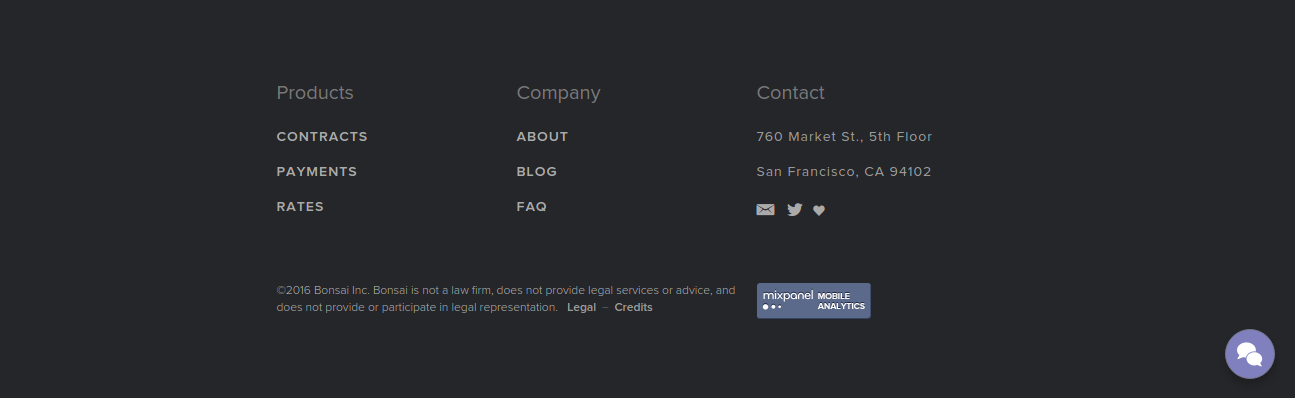 Products
CONTRACTS
PAYMENTS
RATES
Company
ABOUT
BLOG
FAQ
Contact
760 Market St., 5th Floor
San Francisco, CA 94102
©2016 Bonsai Inc. Bonsai is not a law firm, does not provide legal services or advice, and
does not provide or participate in legal representation. Legal – Credits
mixpanel MOBILE
ANALYTICS